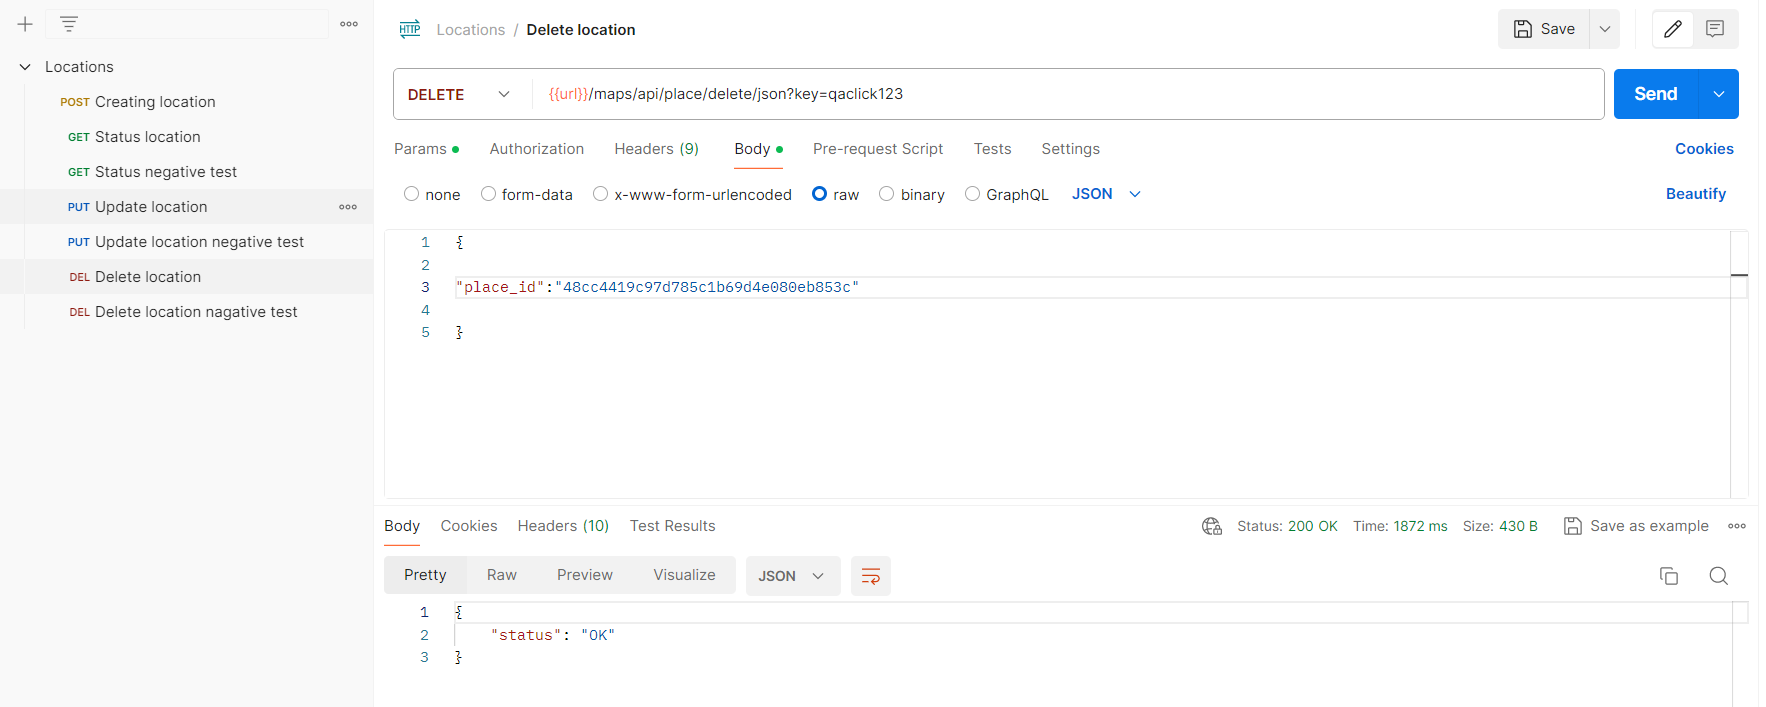 Locations
POST Creating location
GET Status location
GET Status negative test
PUT Update location
PUT Update location negative test
DEL Delete location
DEL Delete location nagative test
HTTP Locations / Delete location
Save
DELETE {{url}}/maps/api/place/delete/json?key=qaclick123
Send
Params Authorization Headers (9) Body Pre-request Script Tests Settings Cookies
none form-data x-www-form-urlencoded raw binary GraphQL JSON Beautify
1 {
2
3 "place_id":"48cc4419c97d785c1b69d4e080eb853c"
4
5 }
Body Cookies Headers (10) Test Results Status: 200 OK Time: 1872 ms Size: 430 B Save as example
Pretty Raw Preview Visualize JSON
1 {
2 "status": "OK"
3 }